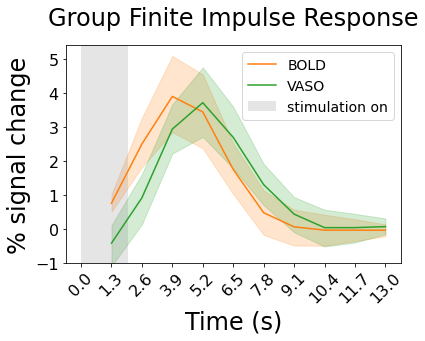 Group Finite Impulse Response
% signal change
5
4
3
2
1
0
−1
BOLD
VASO
stimulation on
0.0 1.3 2.6 3.9 5.2 6.5 7.8 9.1 10.4 11.7 13.0
Time (s)